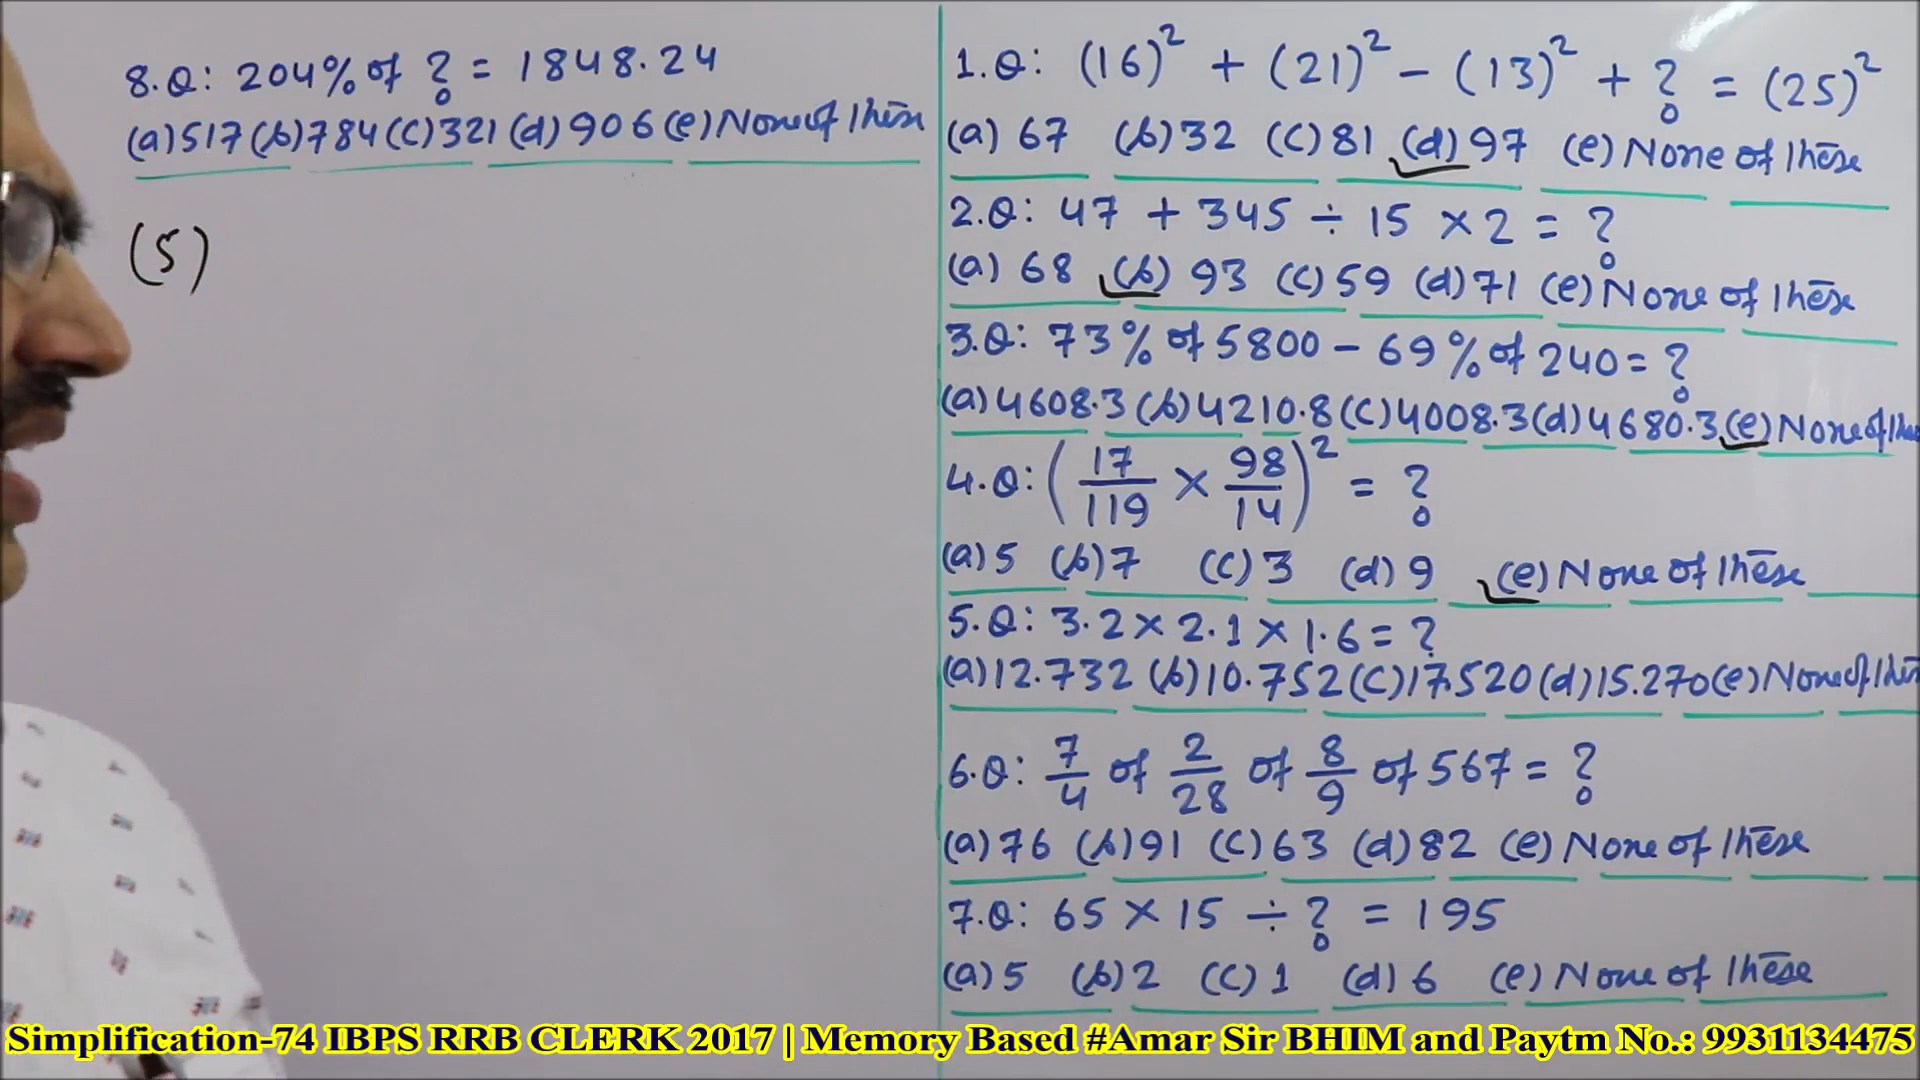 8.Q: 204% of ? = 1848.24
(a) 517 (b) 784 (c) 321 (d) 906 (e) None of these
(5)
1.Q: (16)² + (21)² - (13)² + ? = (25)²
(a) 67 (b) 32 (c) 81 (d) 97 (e) None of these
2.Q: 47 + 345 ÷ 15 × 2 = ?
(a) 68 (b) 93 (c) 59 (d) 71 (e) None of these
3.Q: 73% of 5800 - 69% of 240 = ?
(a) 4608.3 (b) 4210.8 (c) 4008.3 (d) 4680.3 (e) None of
4.Q: (17/119 × 98/14)² = ?
(a) 5 (b) 7 (c) 3 (d) 9 (e) None of these
5.Q: 3.2 × 2.1 × 1.6 = ?
(a) 12.732 (b) 10.752 (c) 17.520 (d) 15.270 (e) None of
6.Q: 7/4 of 2/28 of 8/9 of 567 = ?
(a) 76 (b) 91 (c) 63 (d) 82 (e) None of these
7.Q: 65 × 15 ÷ ? = 195
(a) 5 (b) 2 (c) 1 (d) 6 (e) None of these
Simplification-74 IBPS RRB CLERK 2017 | Memory Based #Amar Sir BHIM and Paytm No.: 9931134475